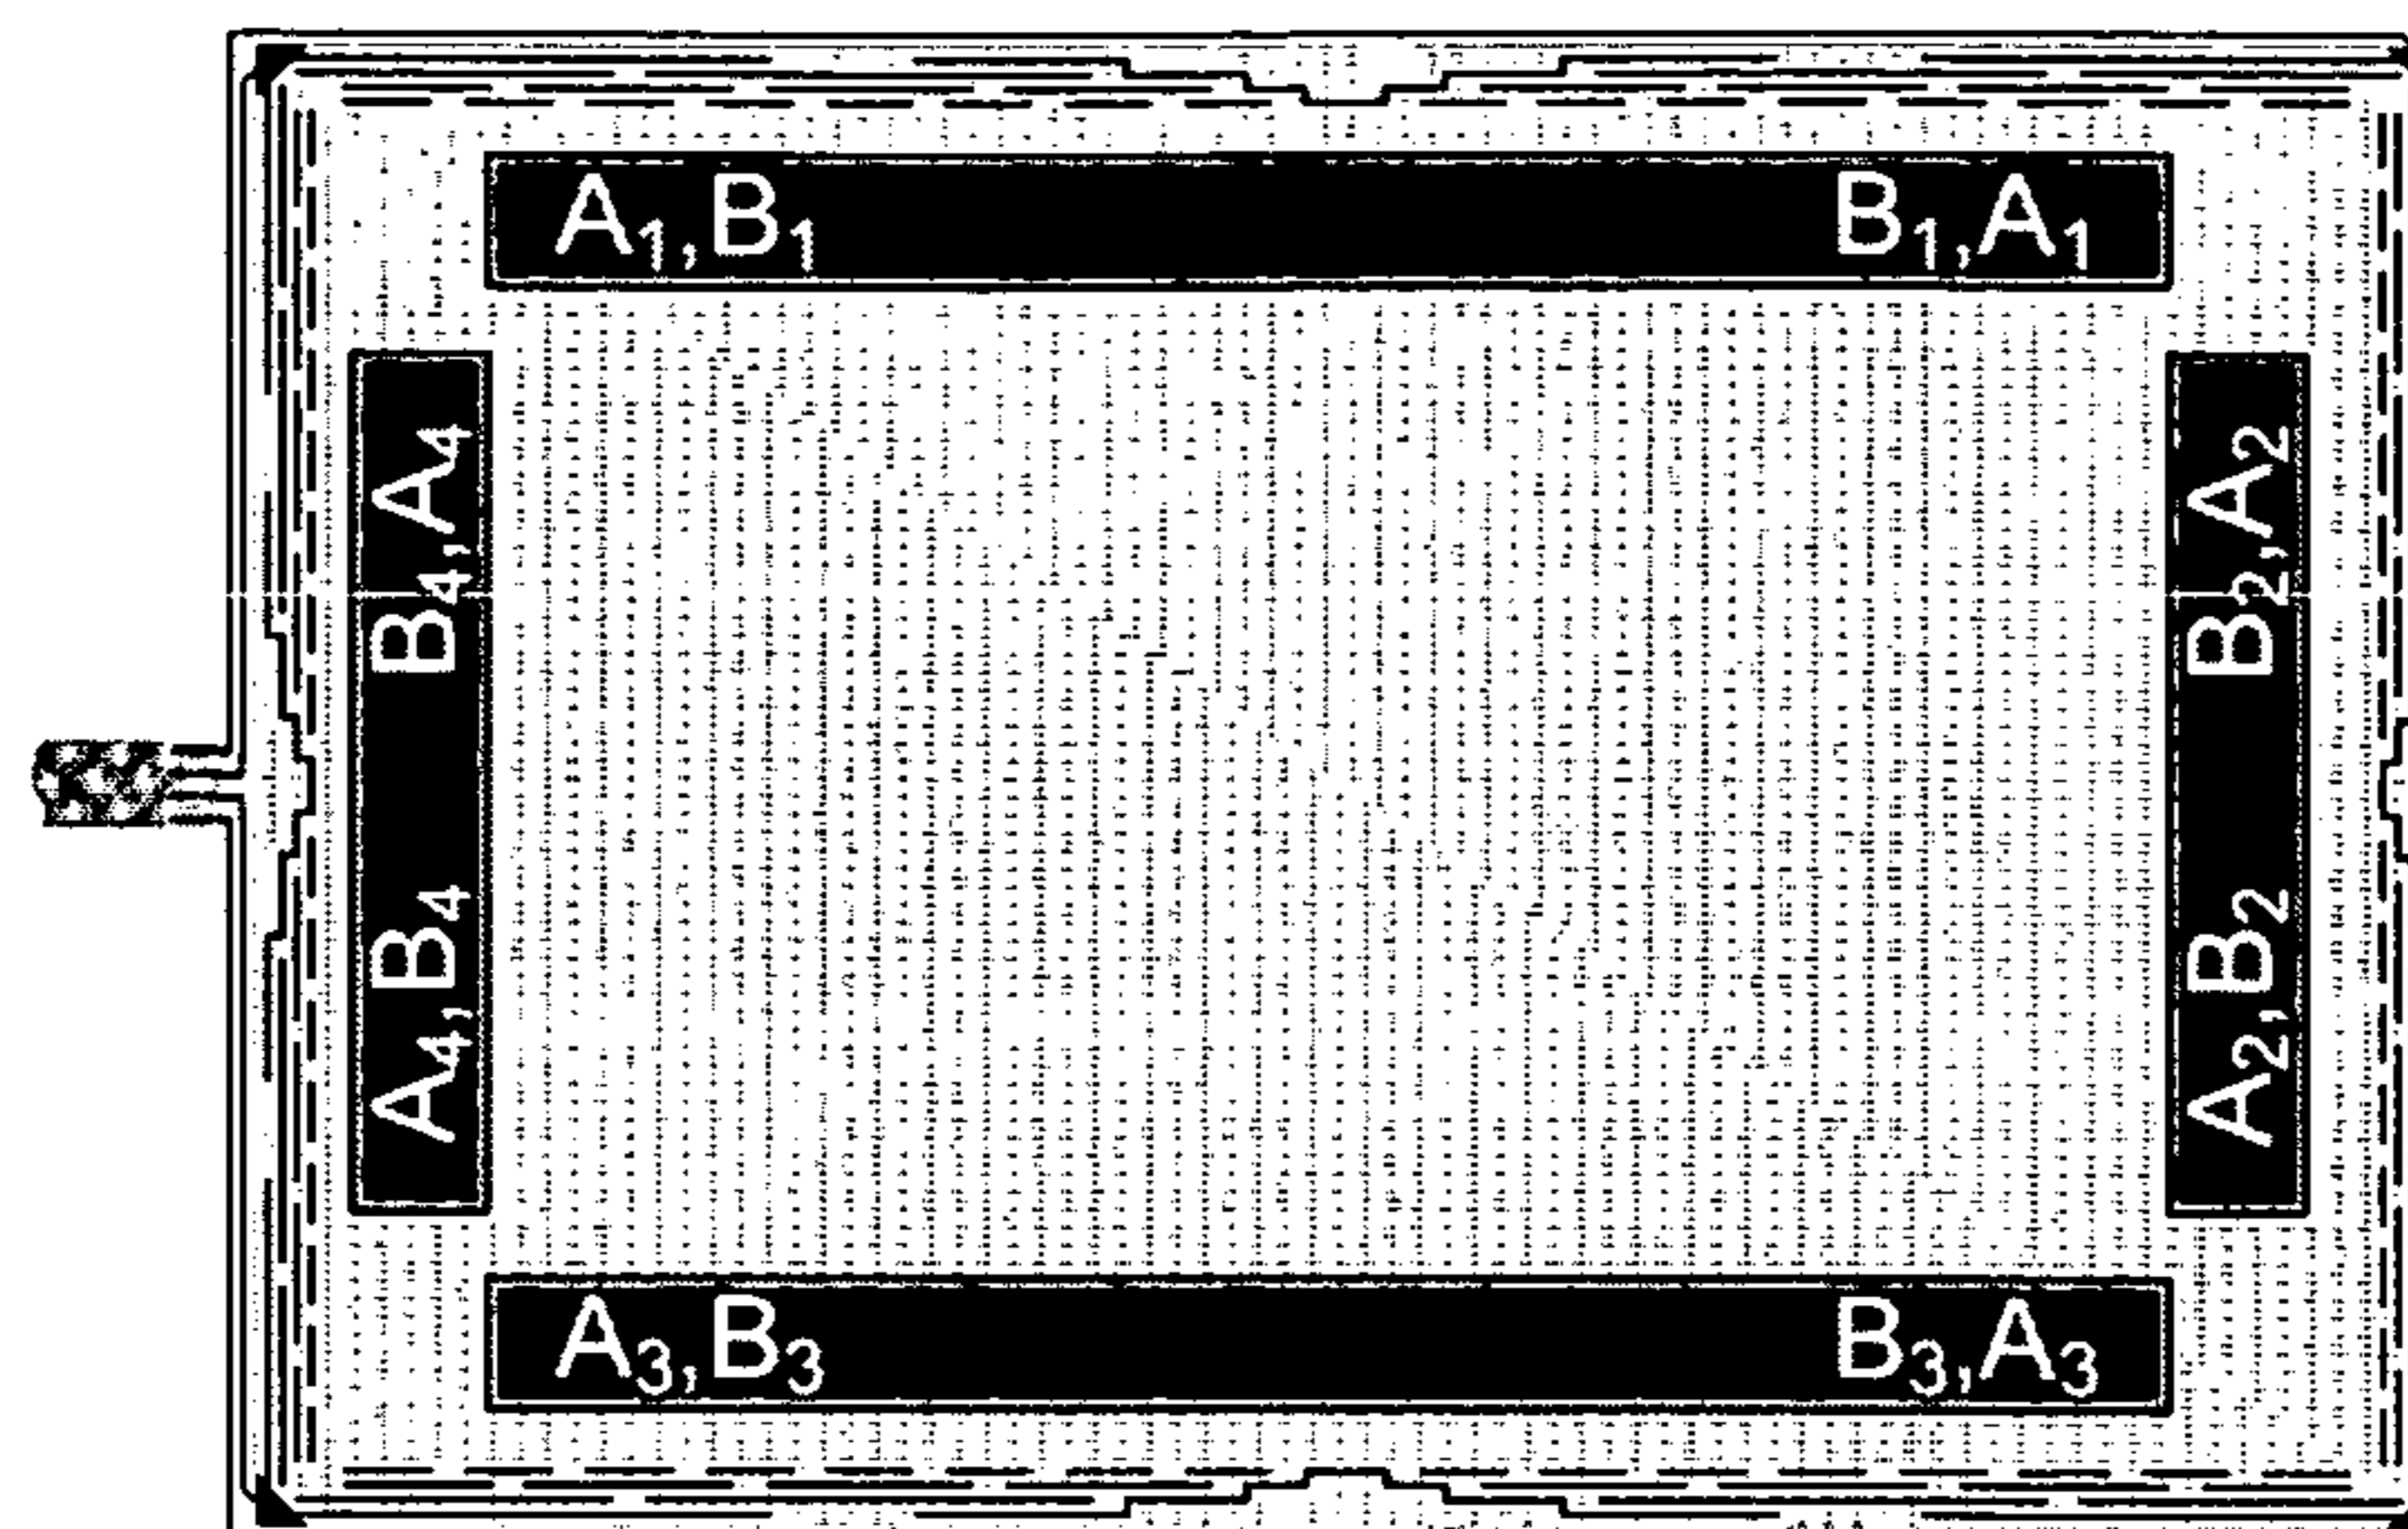 A₁,B₁ B₁,A₁
A₄,B₄ B₄,A₄
A₂,B₂ B₂,A₂
A₃,B₃ B₃,A₃